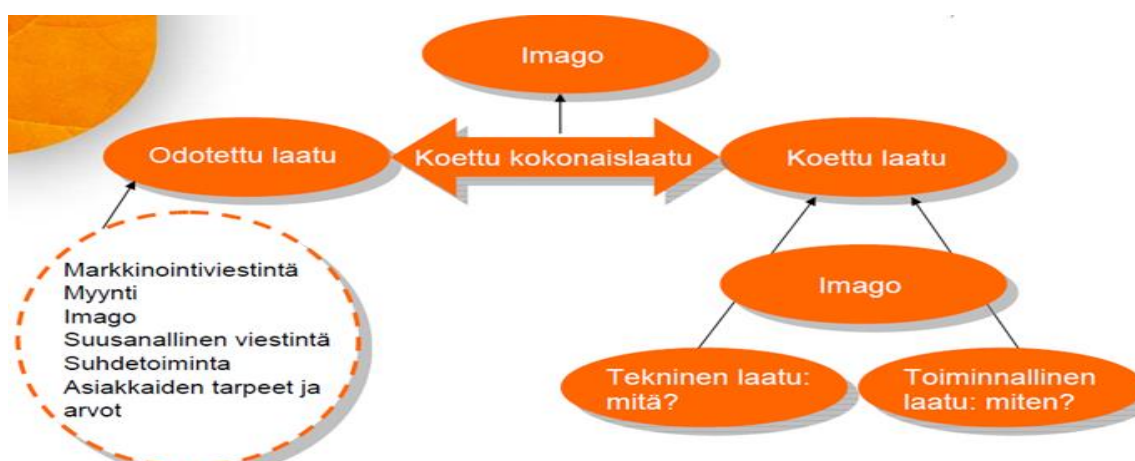 Imago
Odotettu laatu
Koettu kokonaislaatu
Koettu laatu
Markkinointiviestintä
Myynti
Imago
Suusanallinen viestintä
Suhdetoiminta
Asiakkaiden tarpeet ja
arvot
Imago
Tekninen laatu:
mitä?
Toiminnallinen
laatu: miten?